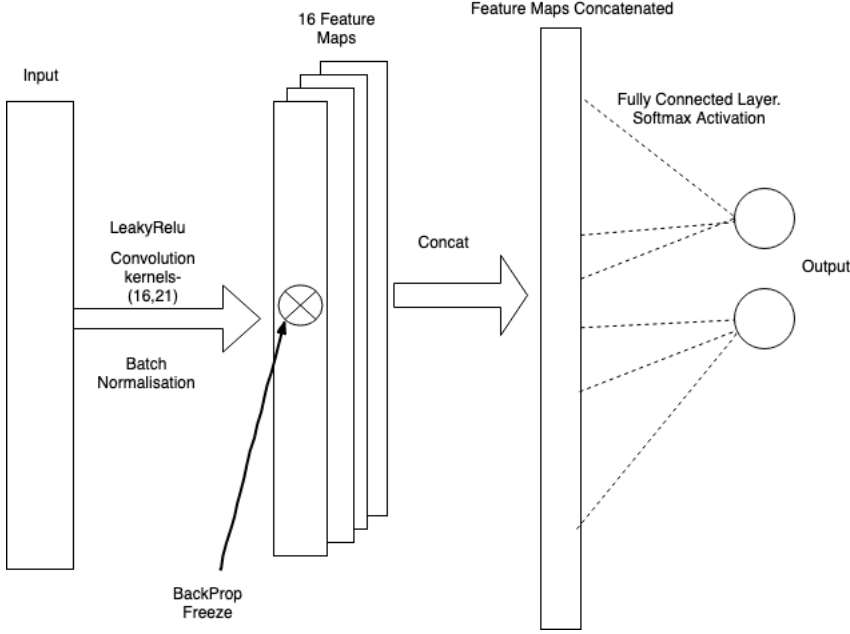 Input
LeakyRelu
Convolution
kernels-
(16,21)
Batch
Normalisation
16 Feature
Maps
BackProp
Freeze
Concat
Feature Maps Concatenated
Fully Connected Layer.
Softmax Activation
Output